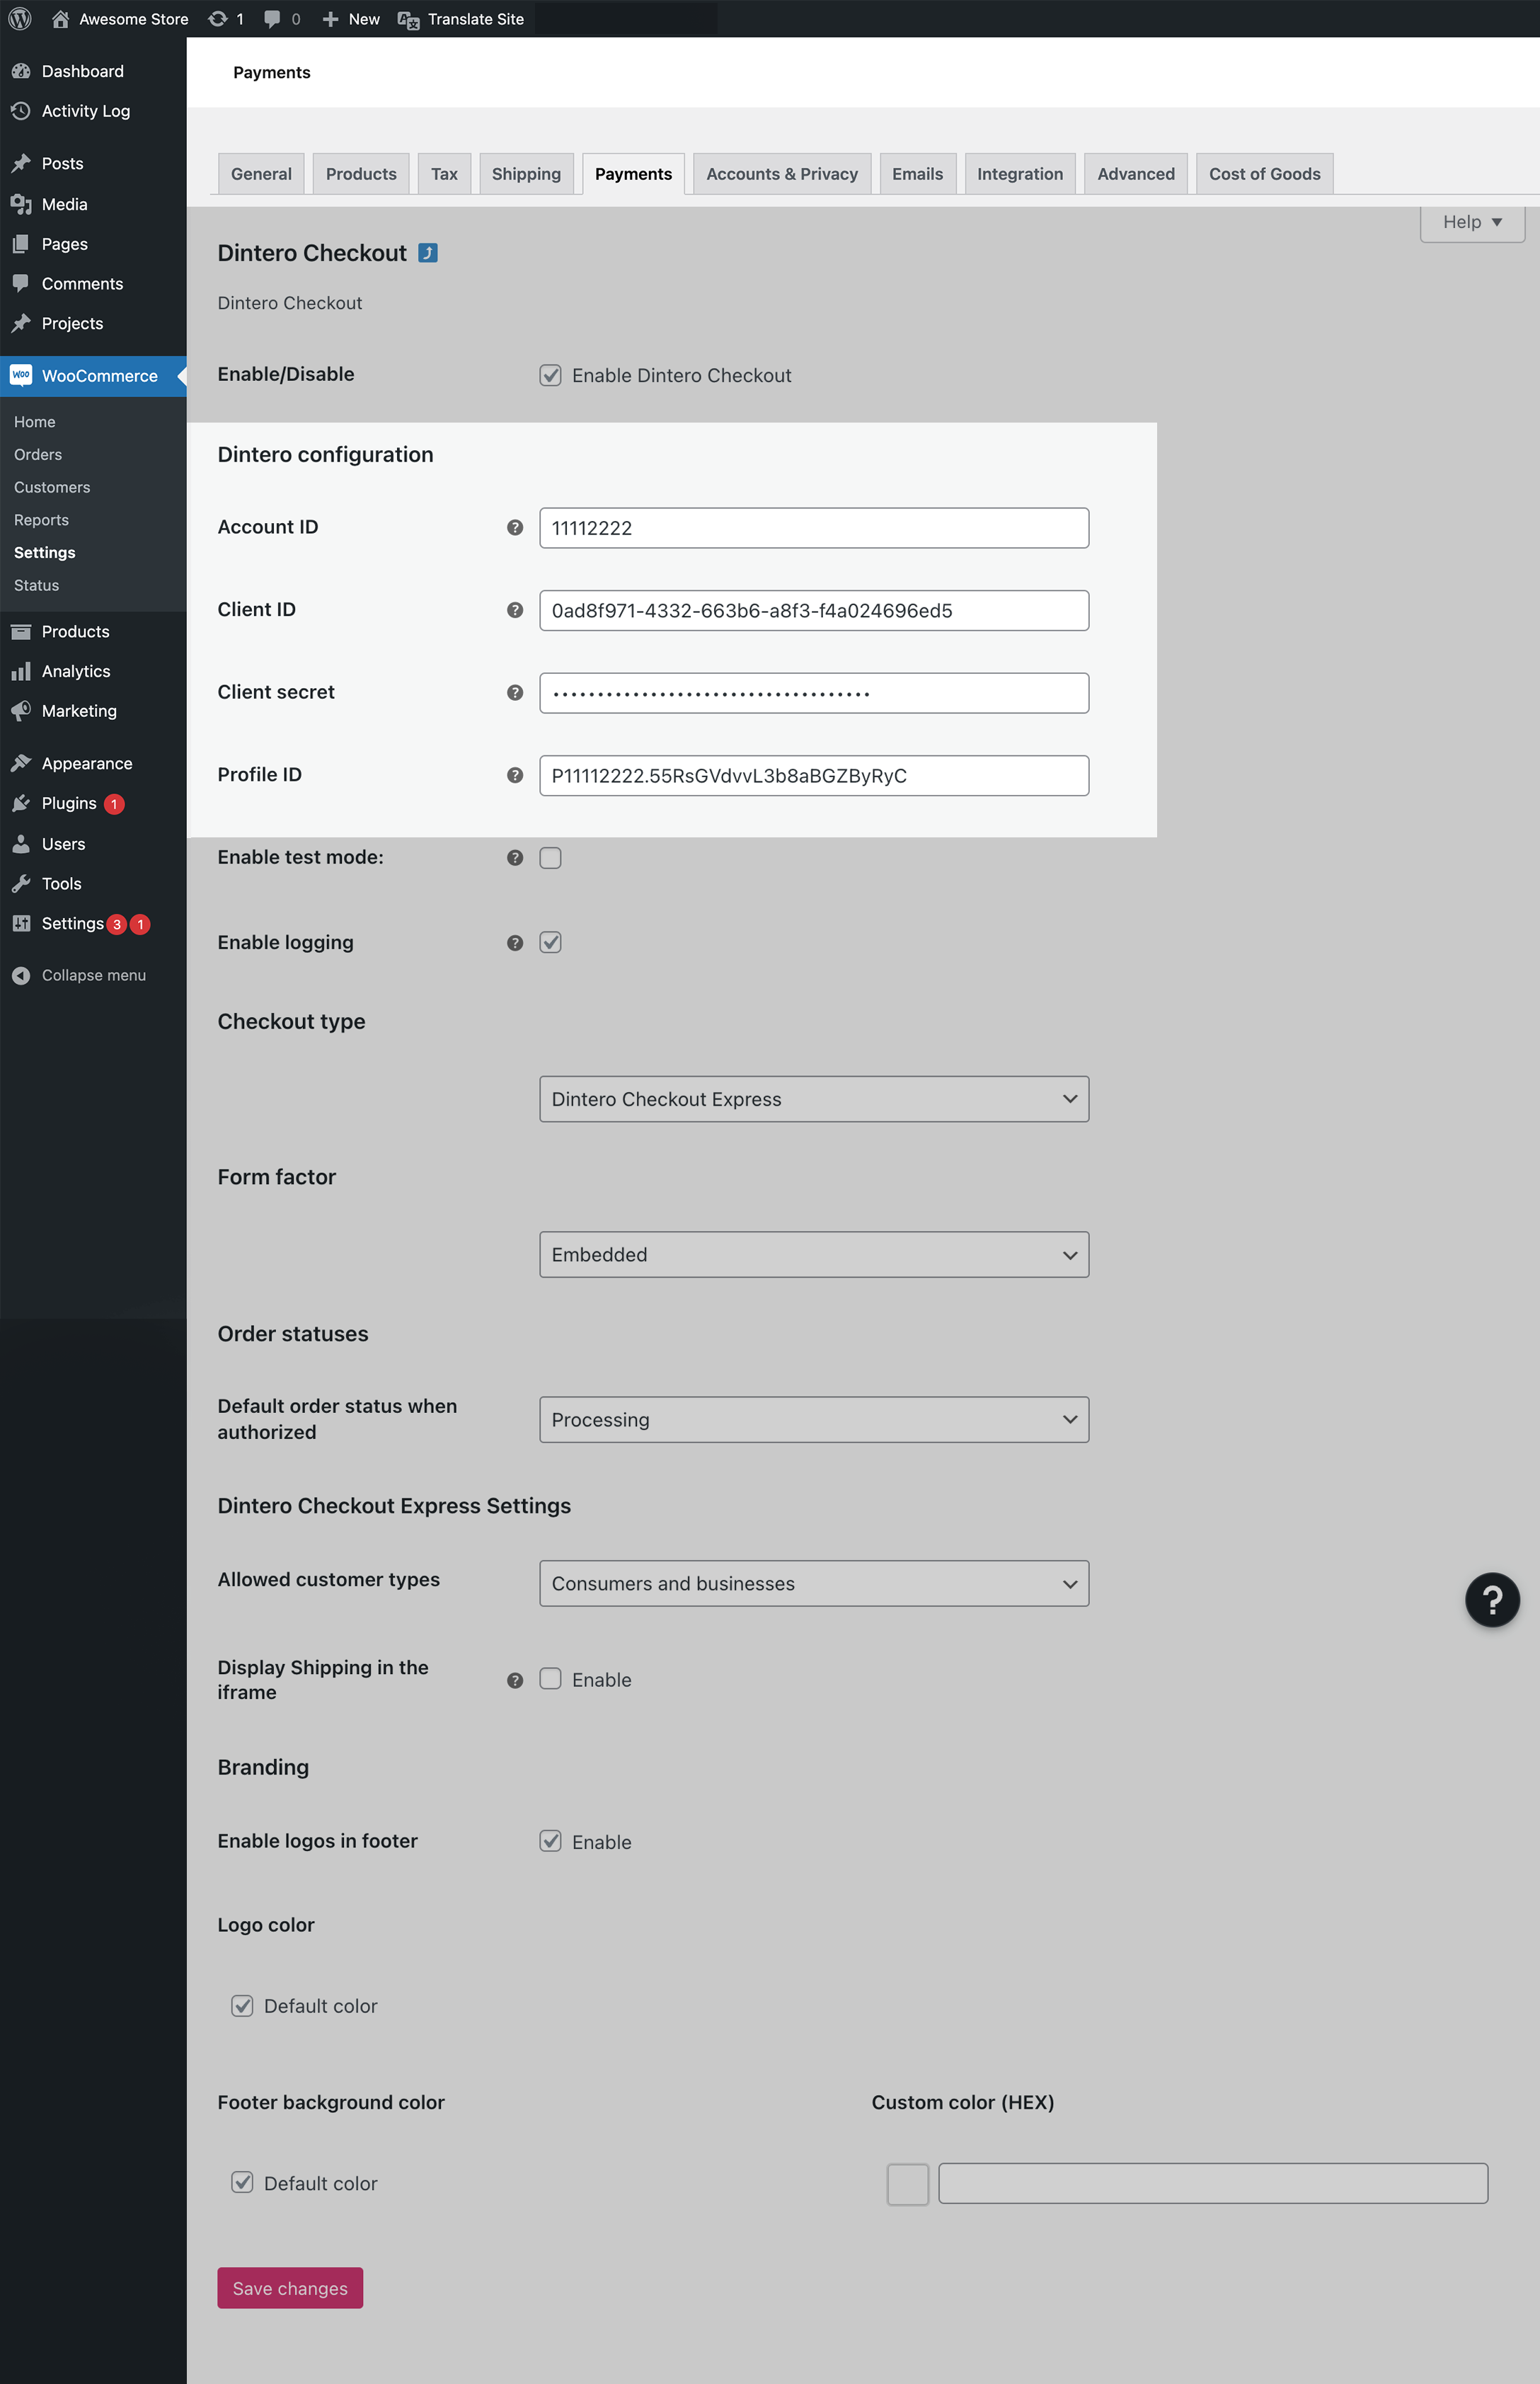 Awesome Store 1 0 New Translate Site
Dashboard
Activity Log
Posts
Media
Pages
Comments
Projects
WOO WooCommerce
Home
Orders
Customers
Reports
Settings
Status
Products
Analytics
Marketing
Appearance
Plugins 1
Users
Tools
Settings 3 1
Collapse menu
Payments
General Products Tax Shipping Payments Accounts & Privacy Emails Integration Advanced Cost of Goods
Help ▼
Dintero Checkout
Dintero Checkout
Enable/Disable Enable Dintero Checkout
Dintero configuration
Account ID ? 11112222
Client ID ? 0ad8f971-4332-663b6-a8f3-f4a024696ed5
Client secret ? ••••••••••••••••••••••••••••••••••••
Profile ID ? P11112222.55RsGVdvvL3b8aBGZByRyC
Enable test mode: ?
Enable logging ?
Checkout type
Dintero Checkout Express
Form factor
Embedded
Order statuses
Default order status when
authorized
Processing
Dintero Checkout Express Settings
Allowed customer types Consumers and businesses
Display Shipping in the
iframe
? Enable
Branding
Enable logos in footer Enable
Logo color
Default color
Footer background color Custom color (HEX)
Default color
Save changes
?